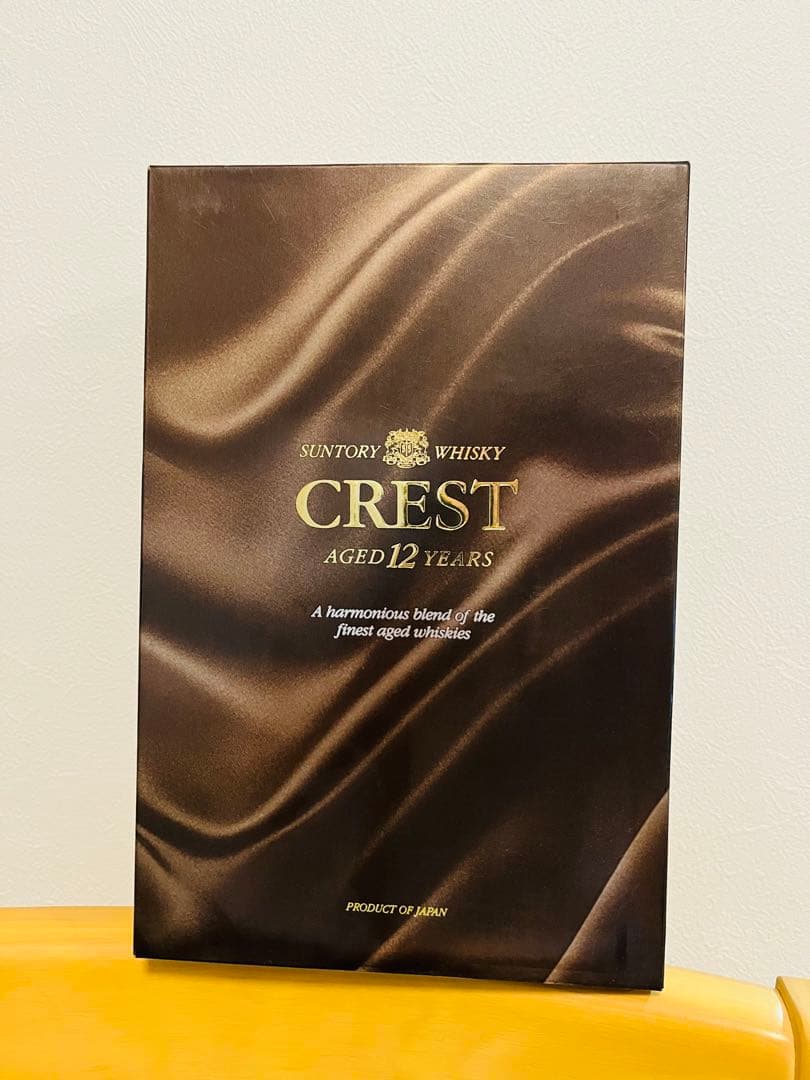 SUNTORY WHISKY
CREST
AGED 12 YEARS
A harmonious blend of the
finest aged whiskies
PRODUCT OF JAPAN